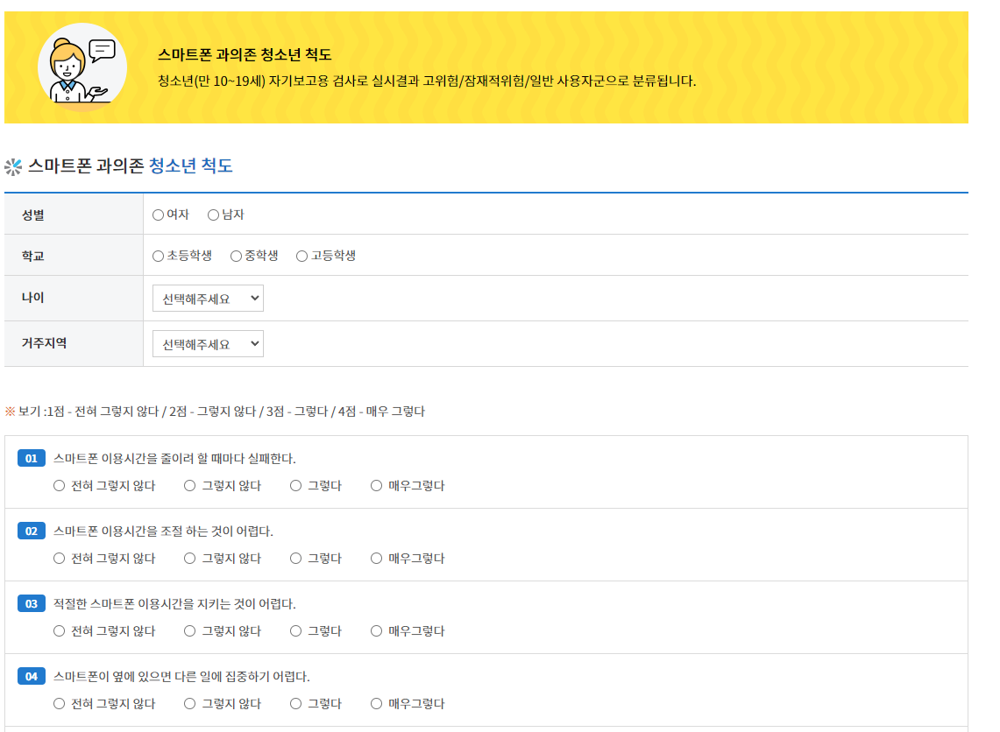 스마트폰 과의존 청소년 척도
청소년(만 10~19세) 자기보고용 검사로 실시결과 고위험/잠재적위험/일반 사용자군으로 분류됩니다.
스마트폰 과의존 청소년 척도
성별 여자 남자
학교 초등학생 중학생 고등학생
나이 선택해주세요
거주지역 선택해주세요
※ 보기 :1점 - 전혀 그렇지 않다 / 2점 - 그렇지 않다 / 3점 - 그렇다 / 4점 - 매우 그렇다
01 스마트폰 이용시간을 줄이려 할 때마다 실패한다.
전혀 그렇지 않다 그렇지 않다 그렇다 매우그렇다
02 스마트폰 이용시간을 조절 하는 것이 어렵다.
전혀 그렇지 않다 그렇지 않다 그렇다 매우그렇다
03 적절한 스마트폰 이용시간을 지키는 것이 어렵다.
전혀 그렇지 않다 그렇지 않다 그렇다 매우그렇다
04 스마트폰이 옆에 있으면 다른 일에 집중하기 어렵다.
전혀 그렇지 않다 그렇지 않다 그렇다 매우그렇다